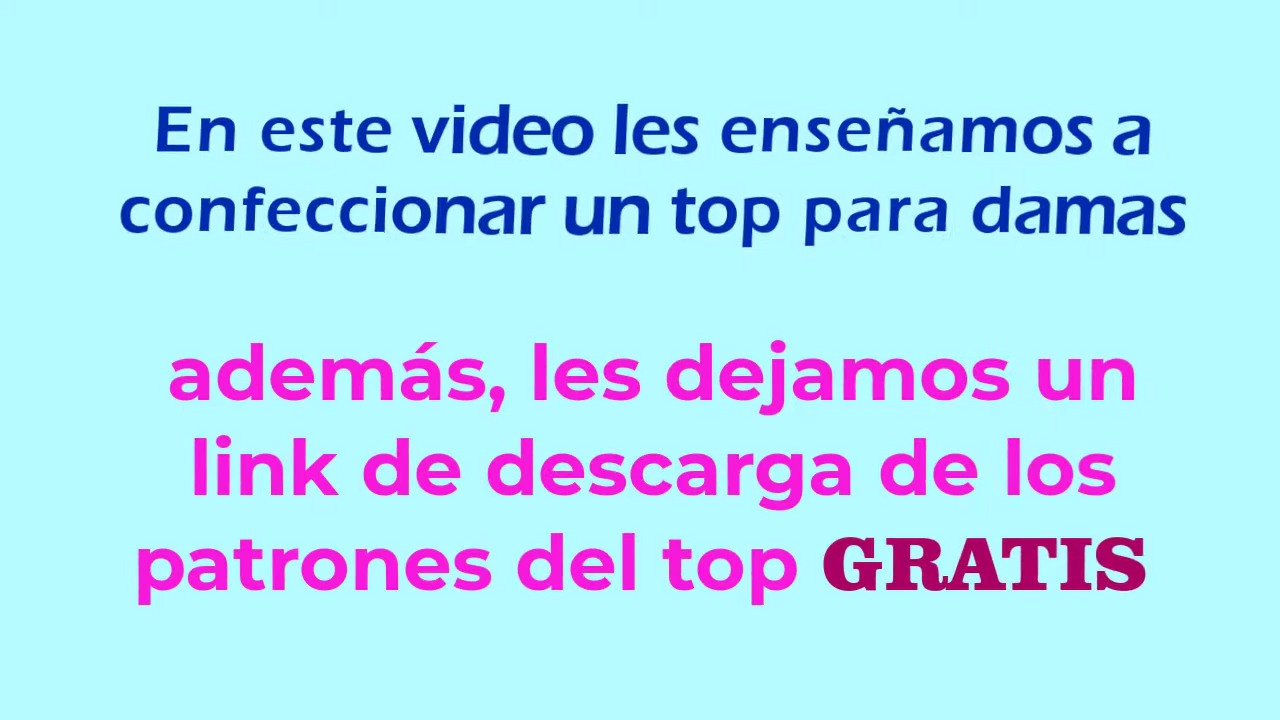 En este video les enseñamos a
confeccionar un top para damas
además, les dejamos un
link de descarga de los
patrones del top GRATIS